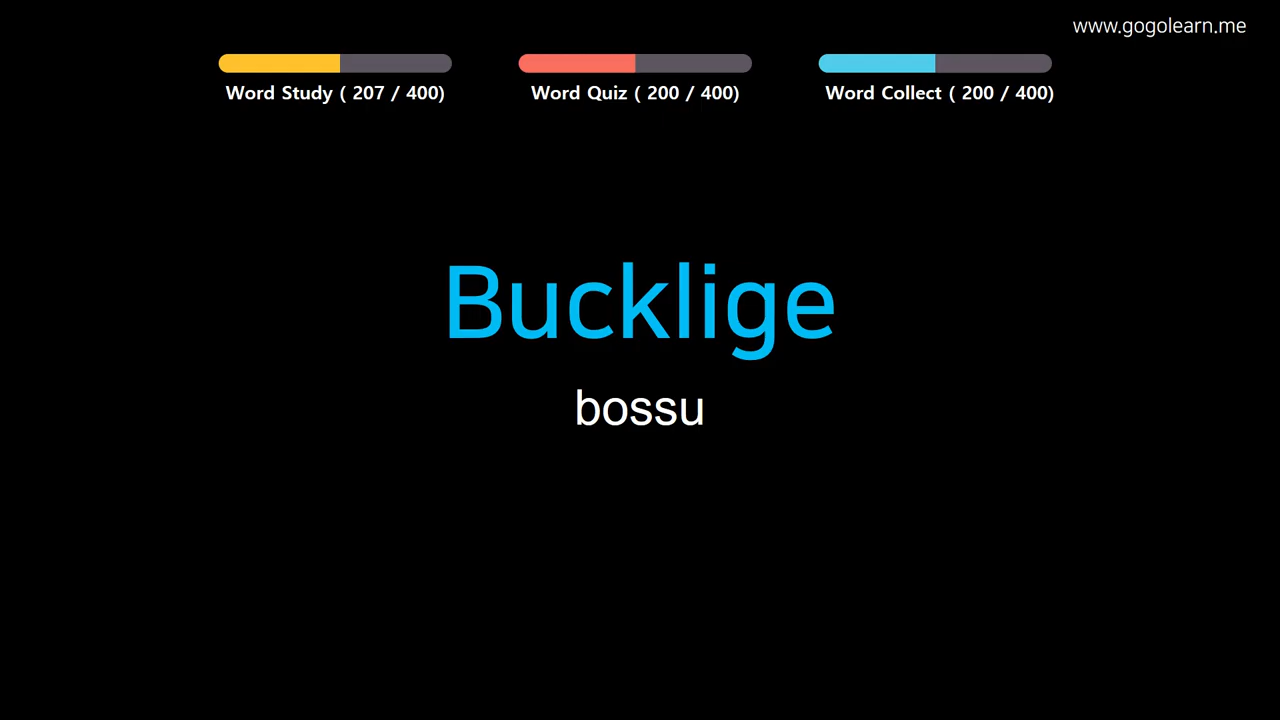 www.gogolearn.me
Word Study ( 207 / 400)
Word Quiz ( 200 / 400)
Word Collect ( 200 / 400)
Bucklige
bossu